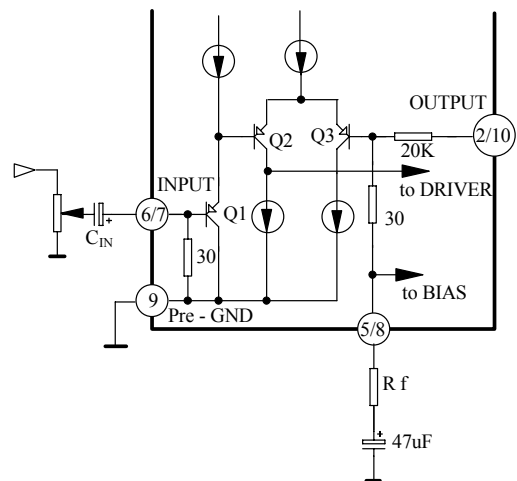 OUTPUT
Q2
Q3
2/10
20K
INPUT
to DRIVER
6/7
Q1
30
C_IN
+
30
to BIAS
9
Pre - GND
5/8
R f
+
47uF